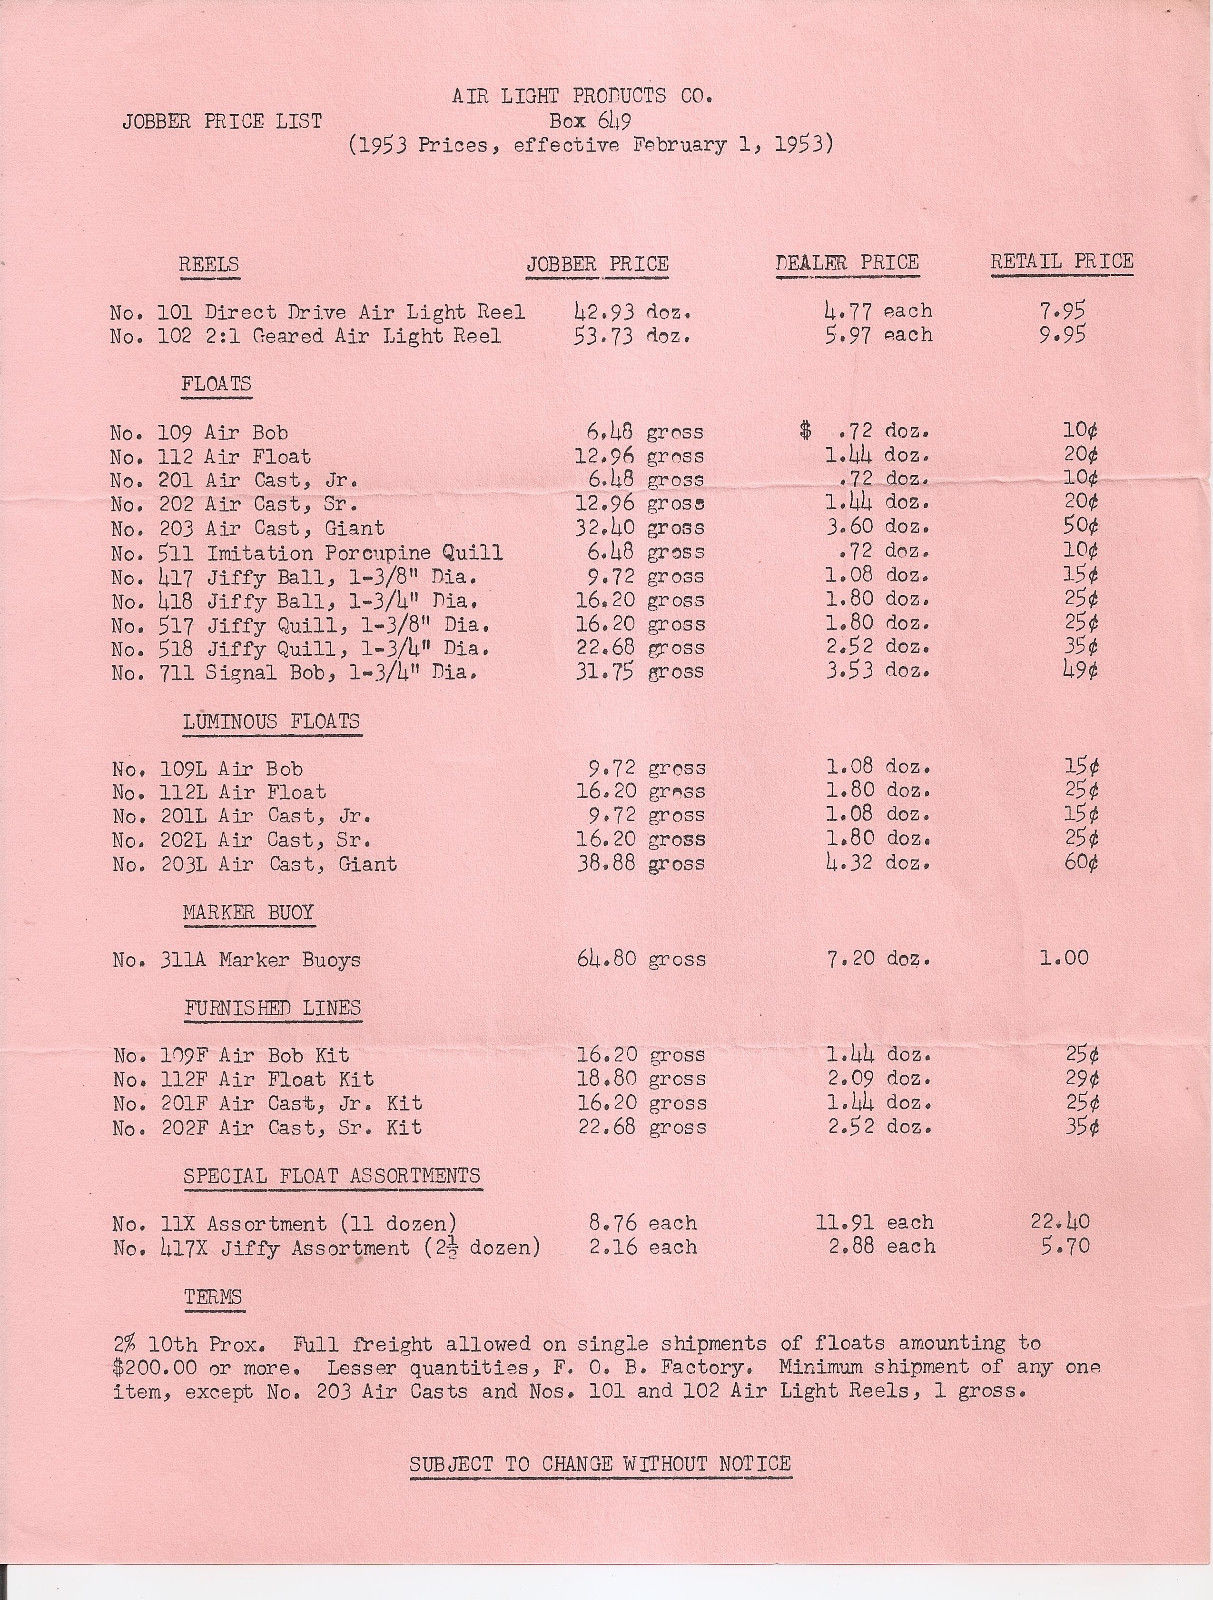 AIR LIGHT PRODUCTS CO.
JOBBER PRICE LIST Box 649
(1953 Prices, effective February 1, 1953)
REELS JOBBER PRICE DEALER PRICE RETAIL PRICE
No. 101 Direct Drive Air Light Reel 42.93 doz. 4.77 each 7.95
No. 102 2:1 Geared Air Light Reel 53.73 doz. 5.97 each 9.95
FLOATS
No. 109 Air Bob 6.48 gross $ .72 doz. 10¢
No. 112 Air Float 12.96 gross 1.44 doz. 20¢
No. 201 Air Cast, Jr. 6.48 gross .72 doz. 10¢
No. 202 Air Cast, Sr. 12.96 gross 1.44 doz. 20¢
No. 203 Air Cast, Giant 32.40 gross 3.60 doz. 50¢
No. 511 Imitation Porcupine Quill 6.48 gross .72 doz. 10¢
No. 417 Jiffy Ball, 1-3/8" Dia. 9.72 gross 1.08 doz. 15¢
No. 418 Jiffy Ball, 1-3/4" Dia. 16.20 gross 1.80 doz. 25¢
No. 517 Jiffy Quill, 1-3/8" Dia. 16.20 gross 1.80 doz. 25¢
No. 518 Jiffy Quill, 1-3/4" Dia. 22.68 gross 2.52 doz. 35¢
No. 711 Signal Bob, 1-3/4" Dia. 31.75 gross 3.53 doz. 49¢
LUMINOUS FLOATS
No. 109L Air Bob 9.72 gross 1.08 doz. 15¢
No. 112L Air Float 16.20 gross 1.80 doz. 25¢
No. 201L Air Cast, Jr. 9.72 gross 1.08 doz. 15¢
No. 202L Air Cast, Sr. 16.20 gross 1.80 doz. 25¢
No. 203L Air Cast, Giant 38.88 gross 4.32 doz. 60¢
MARKER BUOY
No. 311A Marker Buoys 64.80 gross 7.20 doz. 1.00
FURNISHED LINES
No. 109F Air Bob Kit 16.20 gross 1.44 doz. 25¢
No. 112F Air Float Kit 18.80 gross 2.09 doz. 29¢
No. 201F Air Cast, Jr. Kit 16.20 gross 1.44 doz. 25¢
No. 202F Air Cast, Sr. Kit 22.68 gross 2.52 doz. 35¢
SPECIAL FLOAT ASSORTMENTS
No. 11X Assortment (11 dozen) 8.76 each 11.91 each 22.40
No. 417X Jiffy Assortment (2½ dozen) 2.16 each 2.88 each 5.70
TERMS
2% 10th Prox. Full freight allowed on single shipments of floats amounting to
$200.00 or more. Lesser quantities, F. O. B. Factory. Minimum shipment of any one
item, except No. 203 Air Casts and Nos. 101 and 102 Air Light Reels, 1 gross.
SUBJECT TO CHANGE WITHOUT NOTICE